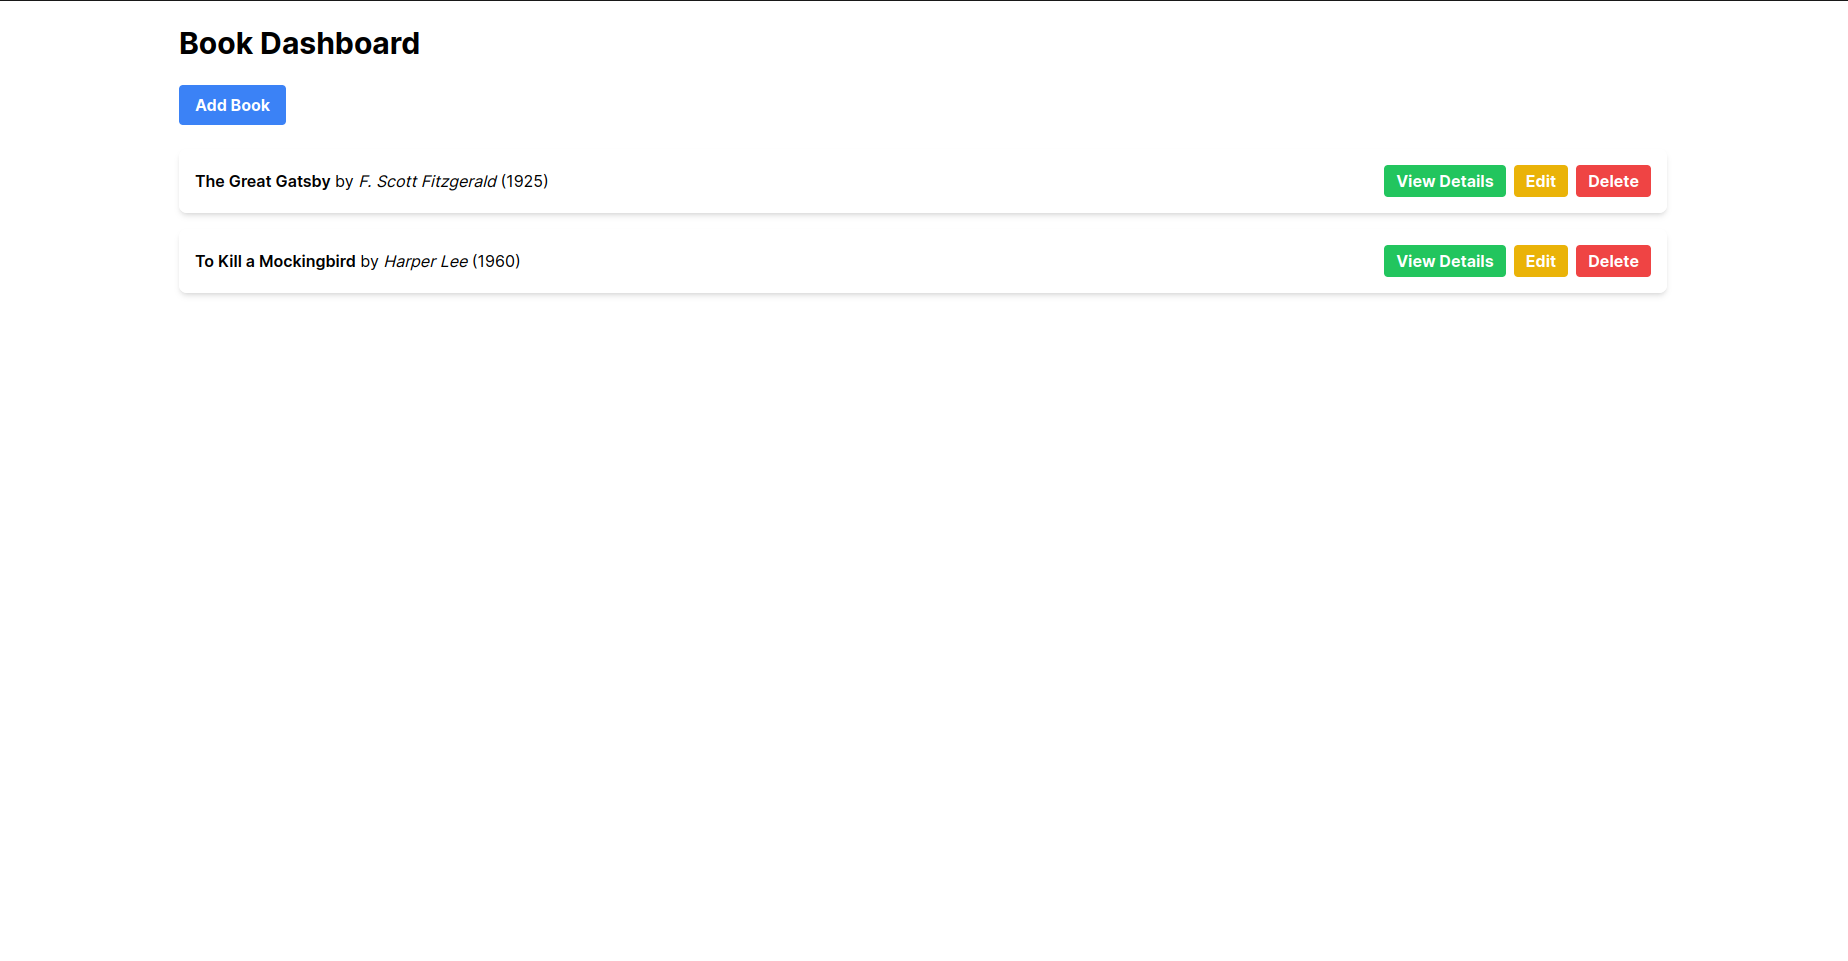 Book Dashboard
Add Book
The Great Gatsby by F. Scott Fitzgerald (1925) View Details Edit Delete
To Kill a Mockingbird by Harper Lee (1960) View Details Edit Delete